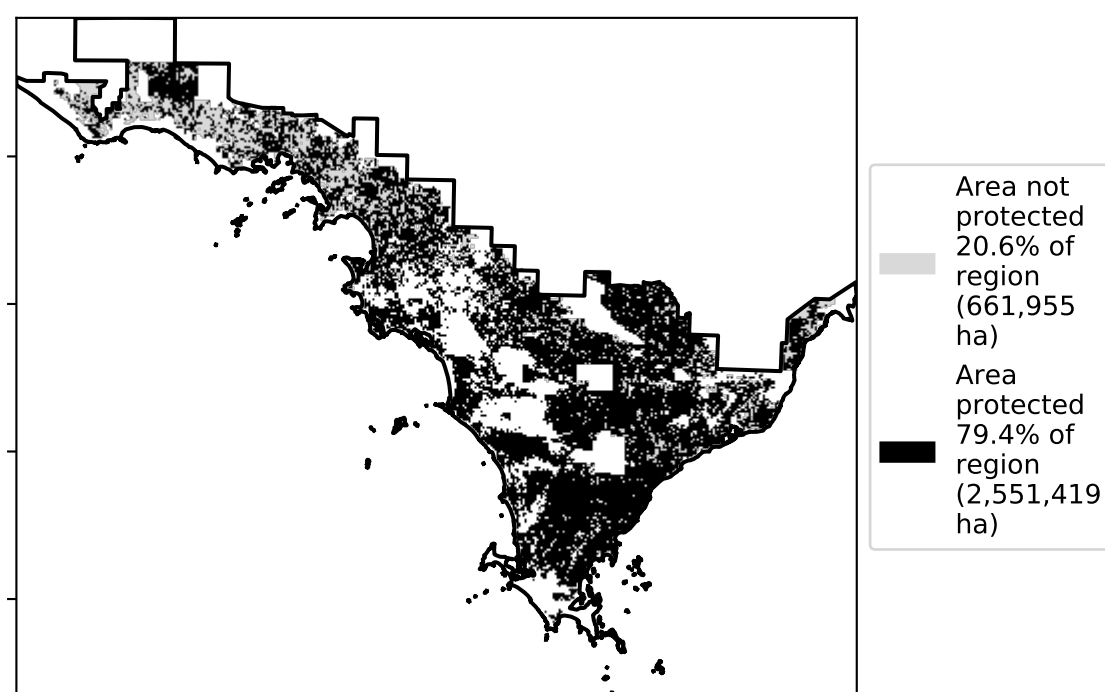 Area not
protected
20.6% of
region
(661,955
ha)
Area
protected
79.4% of
region
(2,551,419
ha)